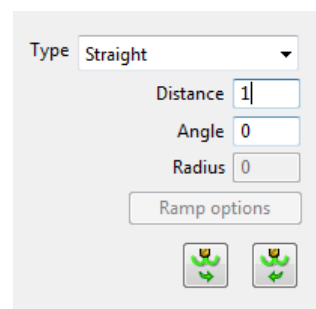 Type Straight
Distance 1
Angle 0
Radius 0
Ramp options